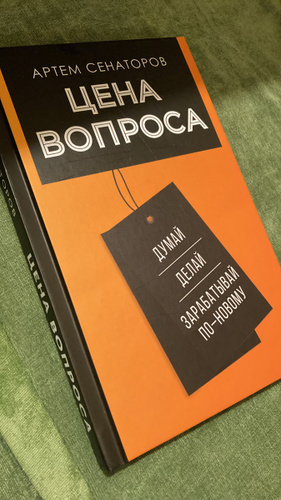 АРТЕМ СЕНАТОРОВ
ЦЕНА
ВОПРОСА
ДУМАЙ
ДЕЛАЙ
ЗАРАБАТЫВАЙ
ПО-НОВОМУ
ЦЕНА ВОПРОСА